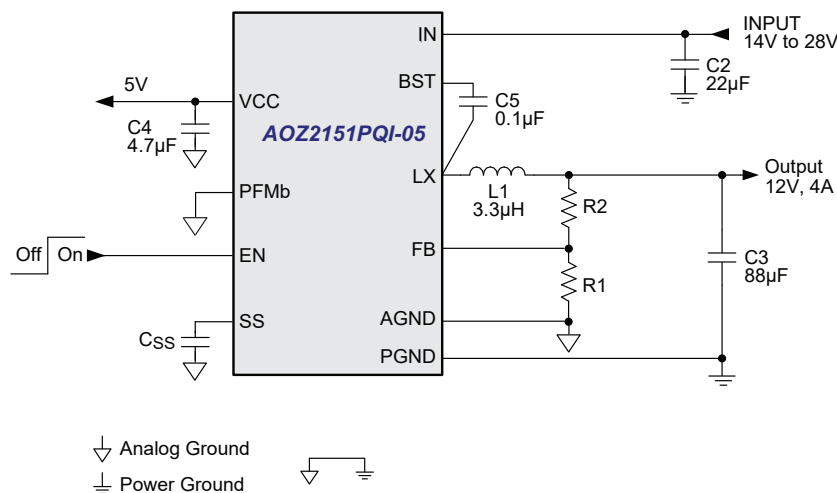 IN
INPUT
14V to 28V
C2
22µF
BST
C5
0.1µF
5V
VCC
C4
4.7µF
AOZ2151PQI-05
LX
L1
3.3µH
Output
12V, 4A
R2
PFMb
Off
On
EN
FB
R1
C3
88µF
SS
CSS
AGND
PGND
Analog Ground
Power Ground